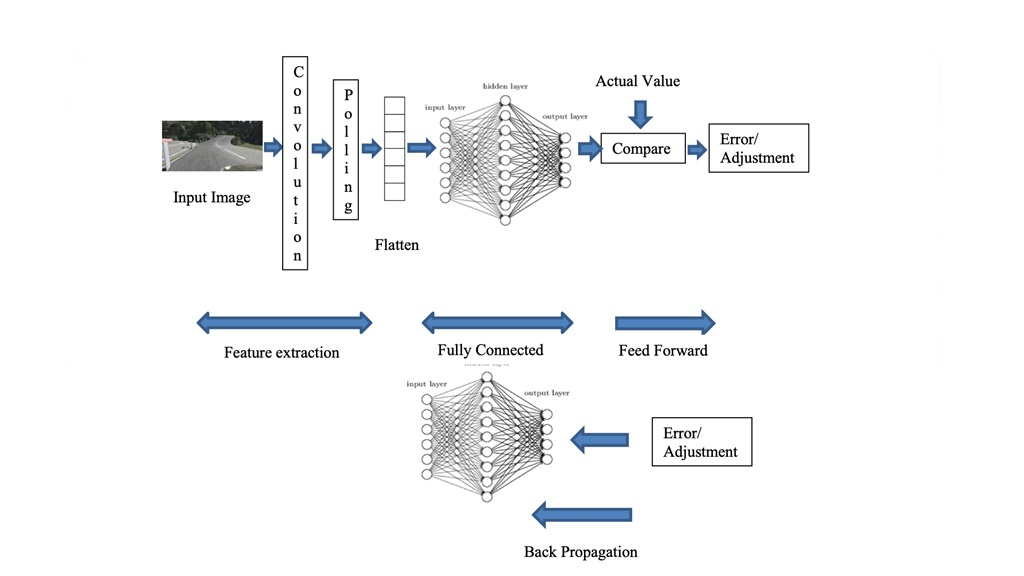 Convolution
Polling
Input Image
Flatten
input layer
hidden layer
output layer
Actual Value
Compare
Error/
Adjustment
Feature extraction
Fully Connected
Feed Forward
input layer
output layer
Error/
Adjustment
Back Propagation